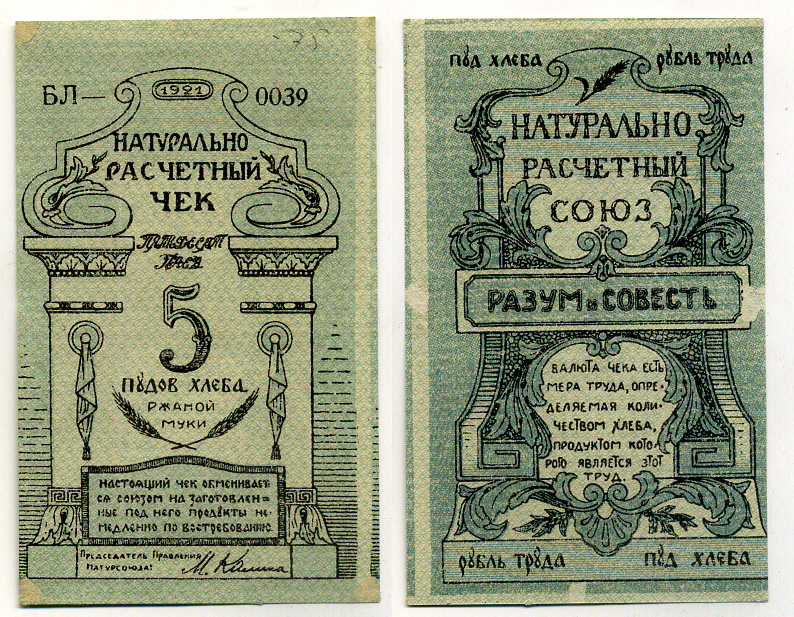 -75
БЛ— 1921 0039
НАТУРАЛЬНО
РАСЧЕТНЫЙ
ЧЕК
5
ПУДОВ ХЛЕБА
РЖАНОЙ
МУКИ
НАСТОЯЩИЙ ЧЕК ОБМЕНИВАЕТ-
СЯ СОЮЗОМ НА ЗАГОТОВЛЕН=
НЫЕ ПОД НЕГО ПРОДУКТЫ НЕ-
МЕДЛЕННО ПО ВОСТРЕБОВАНИЮ.
ПРЕДСЕДАТЕЛЬ ПРАВЛЕНИЯ
НАТУРСОЮЗА:
ПУД ХЛЕБА РУБЛЬ ТРУДА
НАТУРАЛЬНО
РАСЧЕТНЫЙ
СОЮЗ
РАЗУМ и СОВЕСТЬ
ВАЛЮТА ЧЕКА ЕСТЬ
МЕРА ТРУДА, ОПРЕ-
ДЕЛЯЕМАЯ КОЛИ-
ЧЕСТВОМ ХЛЕБА,
ПРОДУКТОМ КОТО-
РОГО ЯВЛЯЕТСЯ ЭТОТ
ТРУД.
РУБЛЬ ТРУДА ПУД ХЛЕБА